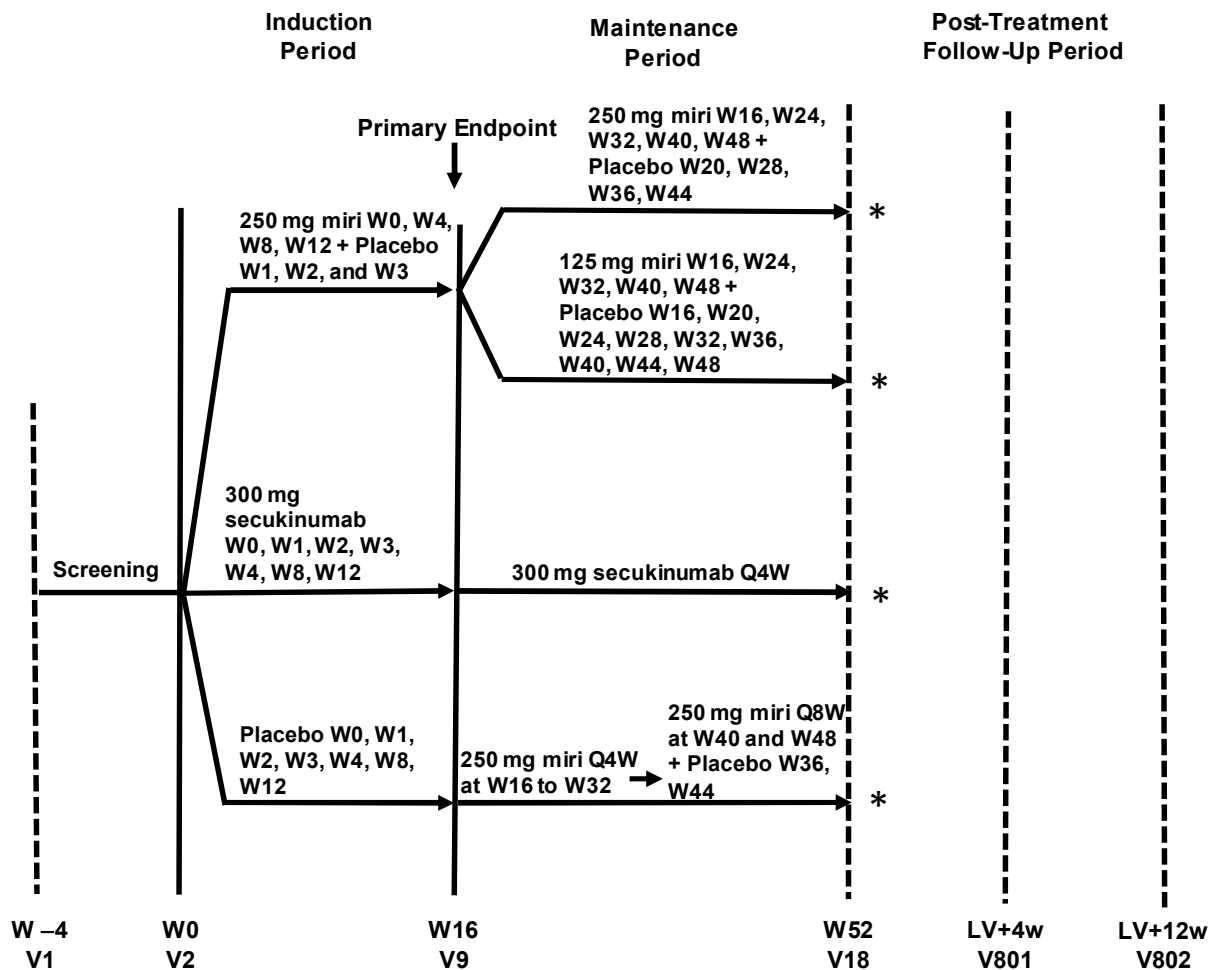 Induction
Period
Maintenance
Period
Post-Treatment
Follow-Up Period
Primary Endpoint
250 mg miri W0, W4,
W8, W12 + Placebo
W1, W2, and W3
250 mg miri W16, W24,
W32, W40, W48 +
Placebo W20, W28,
W36, W44
*
125 mg miri W16, W24,
W32, W40, W48 +
Placebo W16, W20,
W24, W28, W32, W36,
W40, W44, W48
*
Screening
300 mg
secukinumab
W0, W1, W2, W3,
W4, W8, W12
300 mg secukinumab Q4W
*
Placebo W0, W1,
W2, W3, W4, W8,
W12
250 mg miri Q4W
at W16 to W32
250 mg miri Q8W
at W40 and W48
+ Placebo W36,
W44
*
W –4
V1
W0
V2
W16
V9
W52
V18
LV+4w
V801
LV+12w
V802